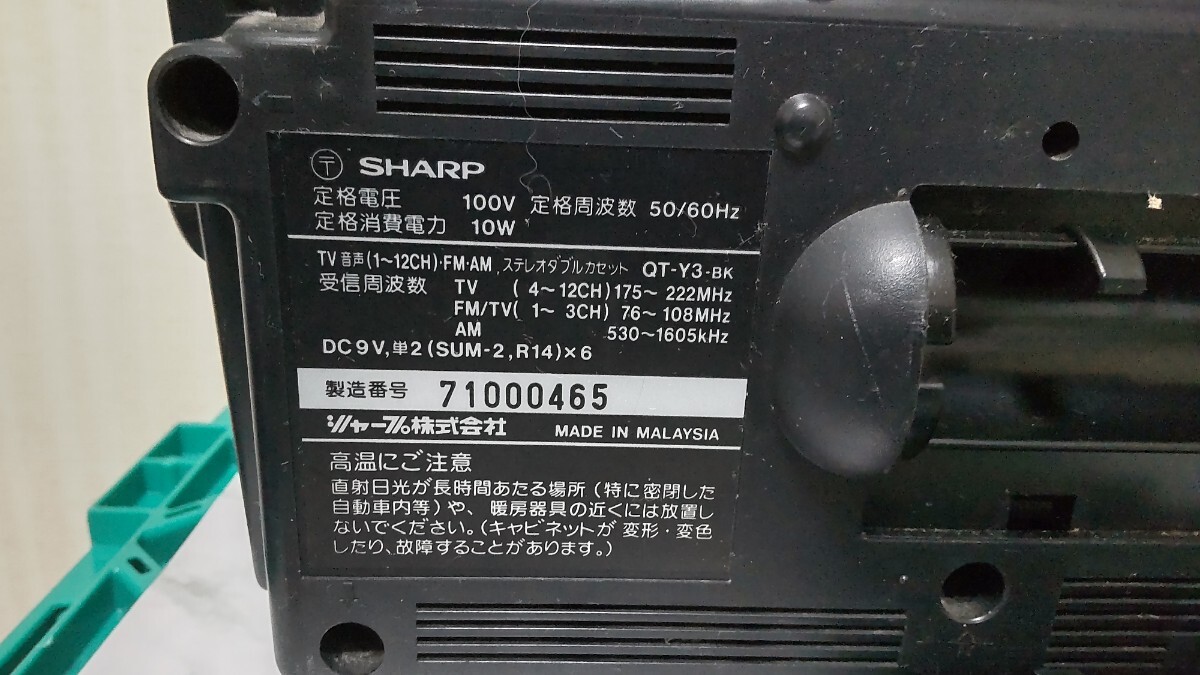 〒 SHARP
定格電圧 100V 定格周波数 50/60Hz
定格消費電力 10W
TV音声(1~12CH)・FM・AM ステレオダブルカセット QT-Y3-BK
受信周波数 TV (4~12CH) 175~222MHz
FM/TV(1~3CH) 76~108MHz
AM 530~1605kHz
DC9V,単2(SUM-2,R14)×6
製造番号 71000465
シャープ株式会社 MADE IN MALAYSIA
高温にご注意
直射日光が長時間あたる場所(特に密閉した
自動車内等)や、暖房器具の近くには放置し
ないでください。(キャビネットが変形・変色
したり、故障することがあります。)